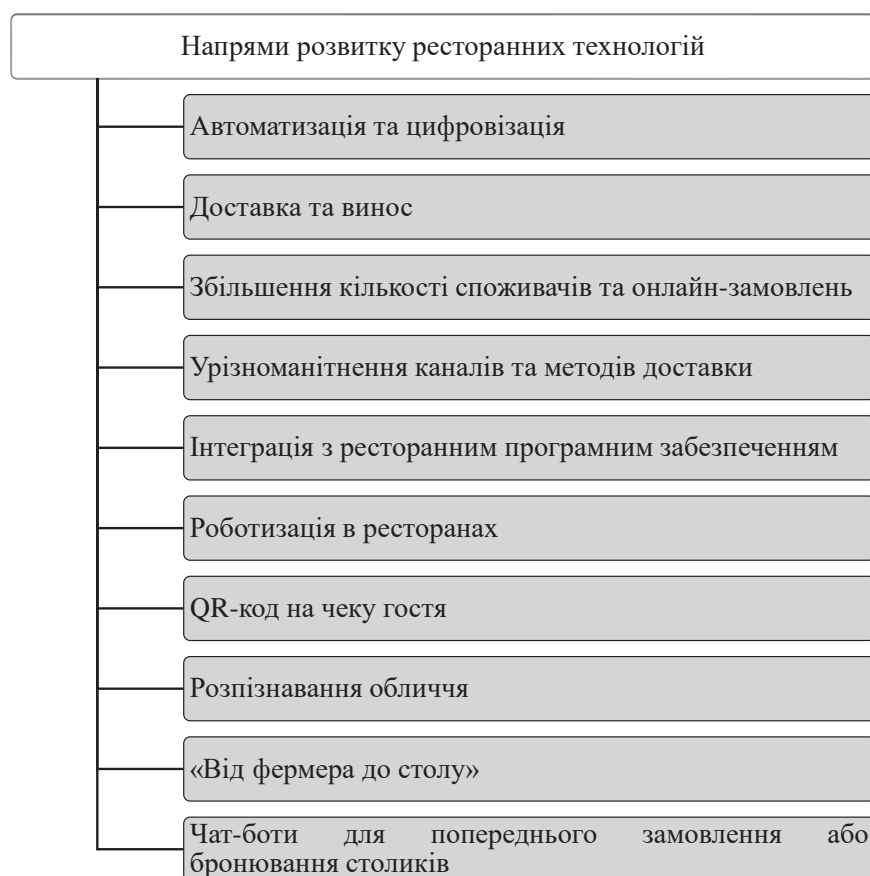 Напрями розвитку ресторанних технологій
Автоматизація та цифровізація
Доставка та винос
Збільшення кількості споживачів та онлайн-замовлень
Урізноманітнення каналів та методів доставки
Інтеграція з ресторанним програмним забезпеченням
Роботизація в ресторанах
QR-код на чеку гостя
Розпізнавання обличчя
«Від фермера до столу»
Чат-боти для попереднього замовлення або
бронювання столиків